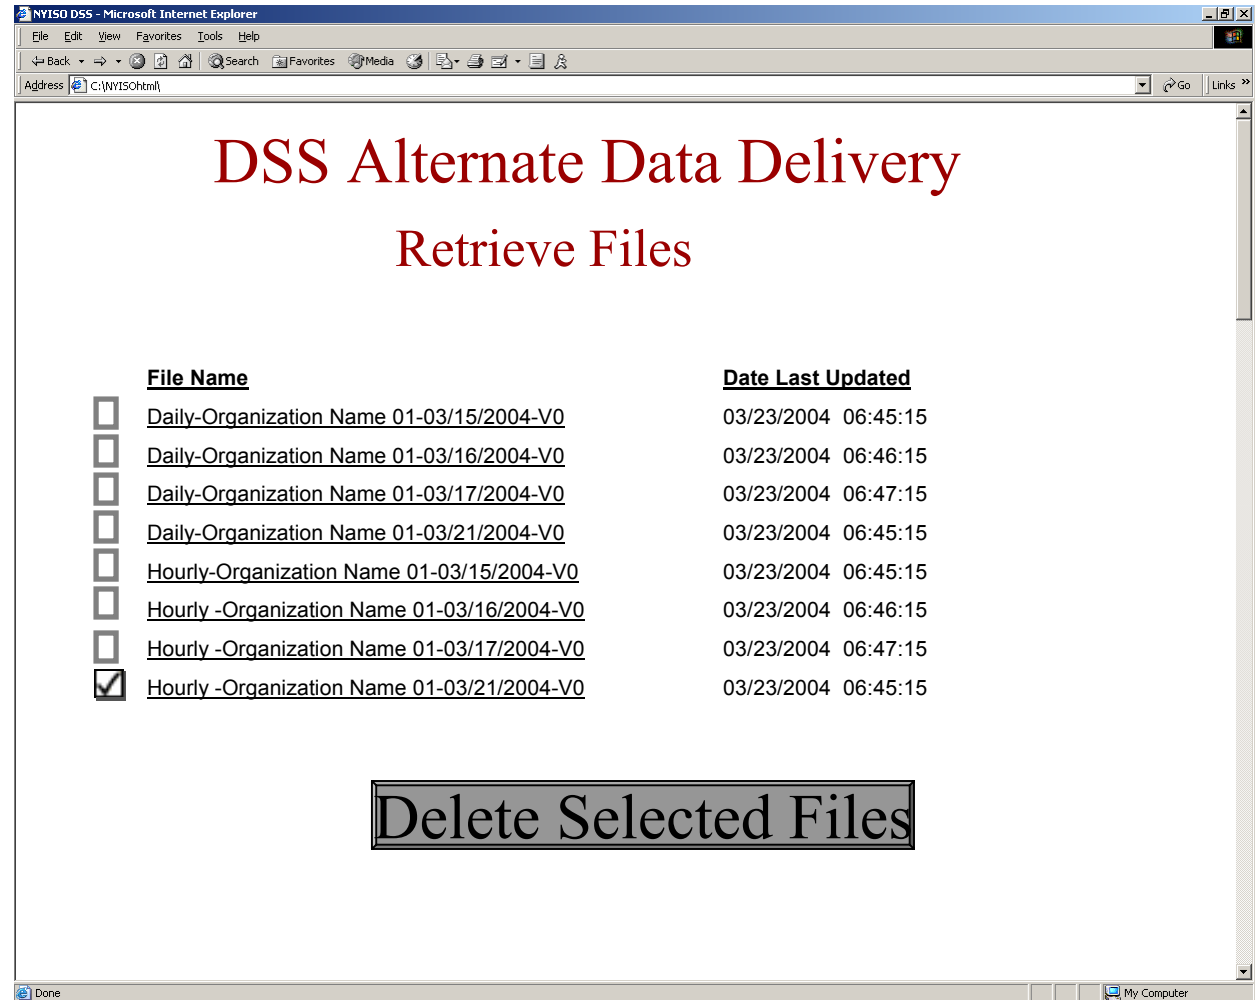 NYISO DSS - Microsoft Internet Explorer
File Edit View Favorites Tools Help
Back Search Favorites Media
Address C:\NYISOhtml\ Go Links »
DSS Alternate Data Delivery
Retrieve Files
File Name Date Last Updated
Daily-Organization Name 01-03/15/2004-V0 03/23/2004 06:45:15
Daily-Organization Name 01-03/16/2004-V0 03/23/2004 06:46:15
Daily-Organization Name 01-03/17/2004-V0 03/23/2004 06:47:15
Daily-Organization Name 01-03/21/2004-V0 03/23/2004 06:45:15
Hourly-Organization Name 01-03/15/2004-V0 03/23/2004 06:45:15
Hourly -Organization Name 01-03/16/2004-V0 03/23/2004 06:46:15
Hourly -Organization Name 01-03/17/2004-V0 03/23/2004 06:47:15
Hourly -Organization Name 01-03/21/2004-V0 03/23/2004 06:45:15
Delete Selected Files
Done My Computer